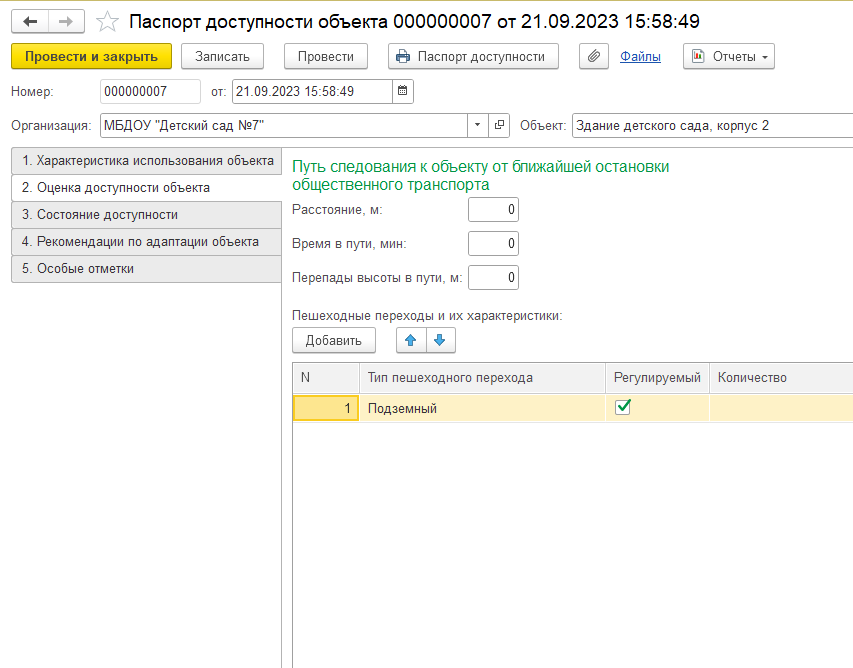 Паспорт доступности объекта 000000007 от 21.09.2023 15:58:49
Провести и закрыть Записать Провести Паспорт доступности Файлы Отчеты
Номер: 000000007 от: 21.09.2023 15:58:49
Организация: МБДОУ "Детский сад №7" Объект: Здание детского сада, корпус 2
1. Характеристика использования объекта
2. Оценка доступности объекта
3. Состояние доступности
4. Рекомендации по адаптации объекта
5. Особые отметки
Путь следования к объекту от ближайшей остановки
общественного транспорта
Расстояние, м: 0
Время в пути, мин: 0
Перепады высоты в пути, м: 0
Пешеходные переходы и их характеристики:
Добавить
N Тип пешеходного перехода Регулируемый Количество
1 Подземный